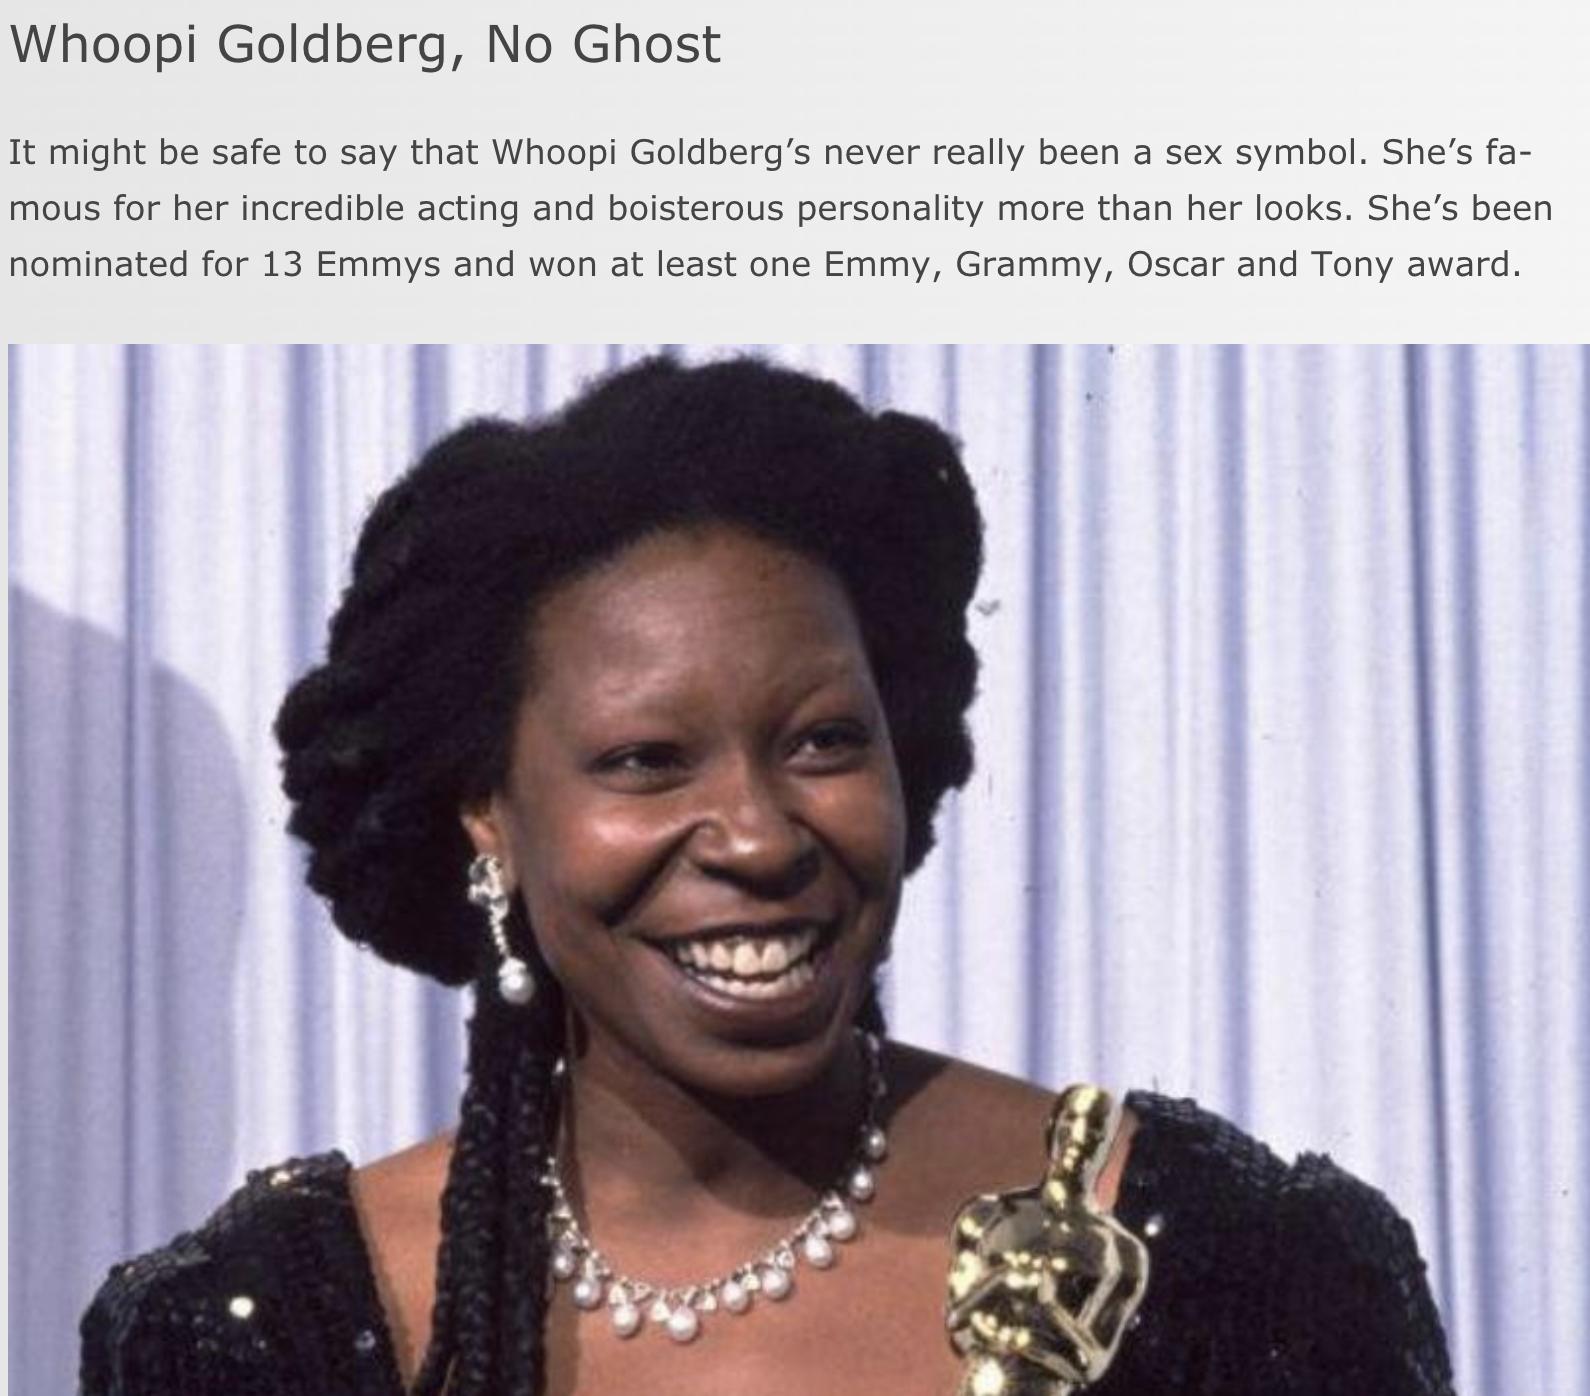 Whoopi Goldberg, No Ghost
It might be safe to say that Whoopi Goldberg’s never really been a sex symbol. She’s fa-
mous for her incredible acting and boisterous personality more than her looks. She’s been
nominated for 13 Emmys and won at least one Emmy, Grammy, Oscar and Tony award.